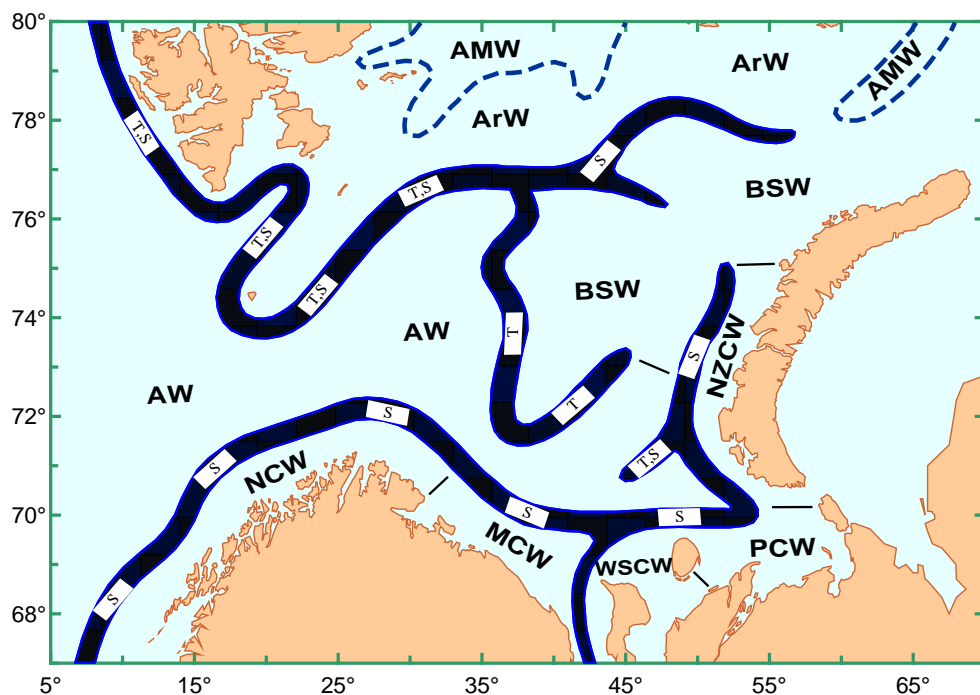 80°
78°
76°
74°
72°
70°
68°
AMW
ArW
AMW
ArW
T,S
S
T,S
BSW
T,S
T,S
BSW
AW
T
S
NZCW
AW
T
S
S
T,S
NCW
S
S
MCW
PCW
WSCW
S
5° 15° 25° 35° 45° 55° 65°